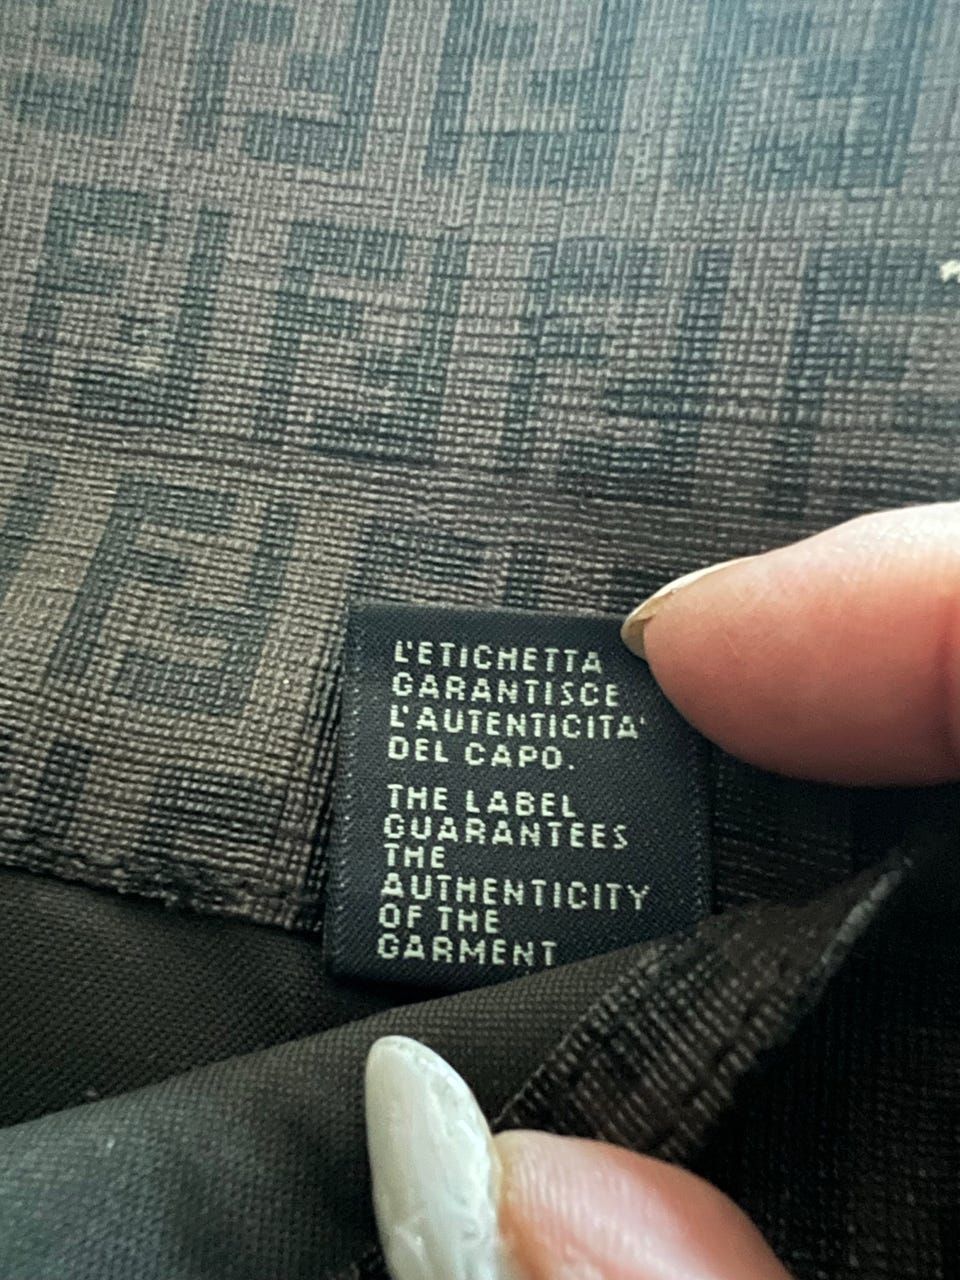 L'ETICHETTA
GARANTISCE
L'AUTENTICITA'
DEL CAPO.
THE LABEL
GUARANTEES
THE
AUTHENTICITY
OF THE
GARMENT